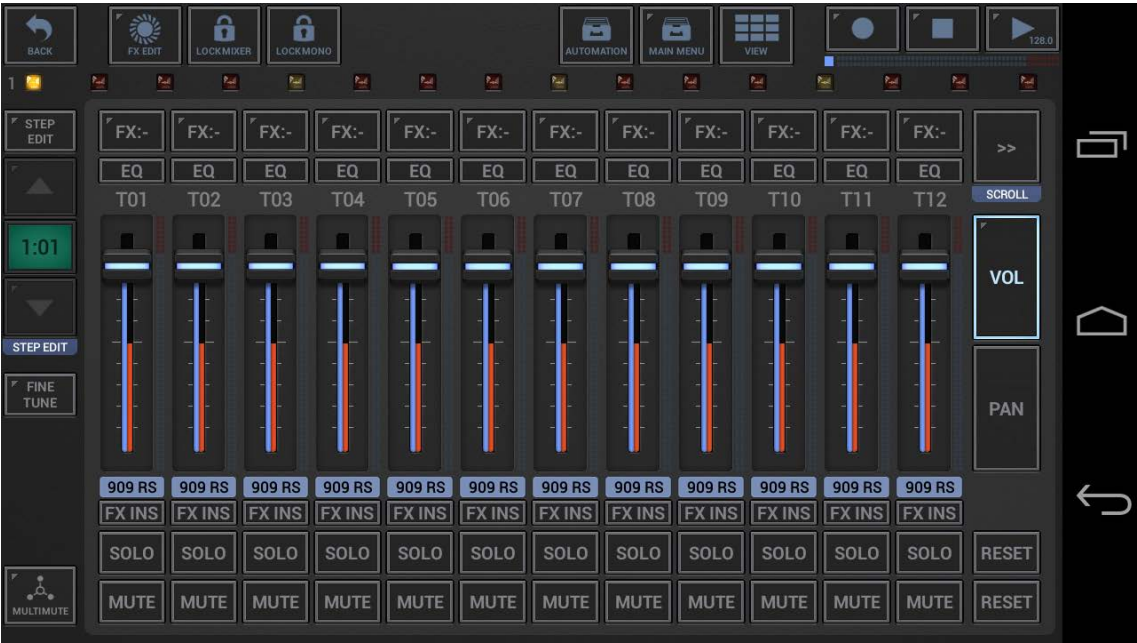 BACK FX EDIT LOCKMIXER LOCKMONO AUTOMATION MAIN MENU VIEW 128.0
1
STEP EDIT FX:- FX:- FX:- FX:- FX:- FX:- FX:- FX:- FX:- FX:- FX:- FX:- >>
EQ EQ EQ EQ EQ EQ EQ EQ EQ EQ EQ EQ
T01 T02 T03 T04 T05 T06 T07 T08 T09 T10 T11 T12 SCROLL
1:01
VOL
STEP EDIT
FINE TUNE
PAN
909 RS 909 RS 909 RS 909 RS 909 RS 909 RS 909 RS 909 RS 909 RS 909 RS 909 RS 909 RS
FX INS FX INS FX INS FX INS FX INS FX INS FX INS FX INS FX INS FX INS FX INS FX INS
SOLO SOLO SOLO SOLO SOLO SOLO SOLO SOLO SOLO SOLO SOLO SOLO RESET
MULTIMUTE MUTE MUTE MUTE MUTE MUTE MUTE MUTE MUTE MUTE MUTE MUTE MUTE RESET